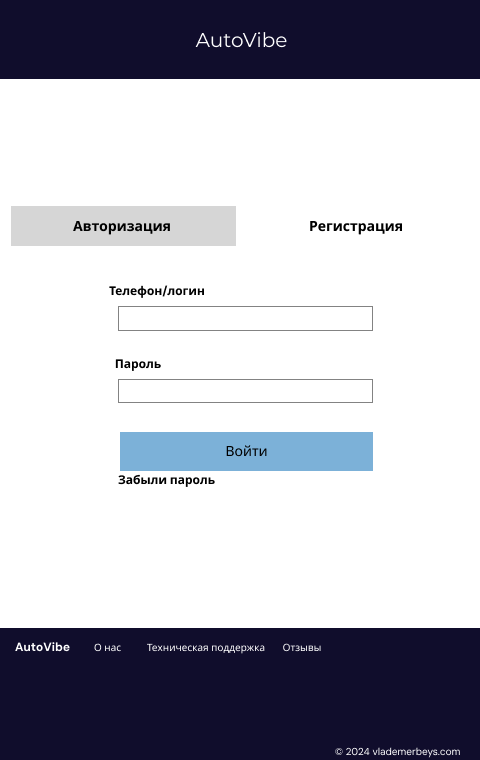 AutoVibe
Авторизация Регистрация
Телефон/логин
Пароль
Войти
Забыли пароль
AutoVibe О нас Техническая поддержка Отзывы
© 2024 vlademerbeys.com